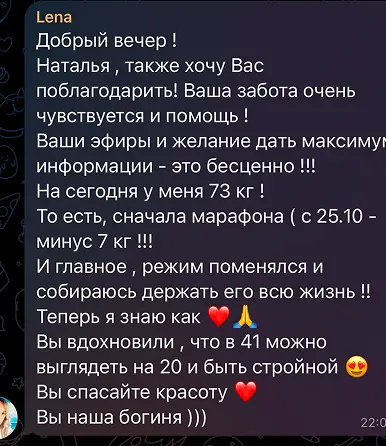 Lena
Добрый вечер !
Наталья , также хочу Вас
поблагодарить! Ваша забота очень
чувствуется и помощь !
Ваши эфиры и желание дать максимум
информации - это бесценно !!!
На сегодня у меня 73 кг !
То есть, сначала марафона ( с 25.10 -
минус 7 кг !!!
И главное , режим поменялся и
собираюсь держать его всю жизнь !!
Теперь я знаю как ❤️🙏
Вы вдохновили , что в 41 можно
выглядеть на 20 и быть стройной 😍
Вы спасайте красоту ❤️
Вы наша богиня )))